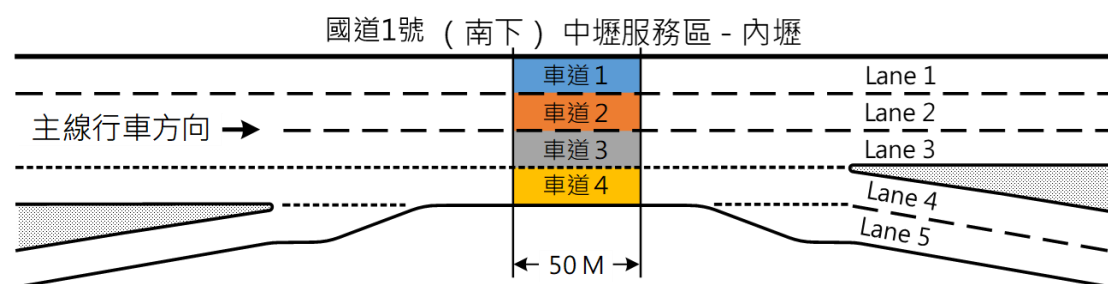 國道1號（南下）中壢服務區 - 內壢
車道1
Lane 1
車道2
Lane 2
主線行車方向
車道3
Lane 3
車道4
Lane 4
Lane 5
50 M